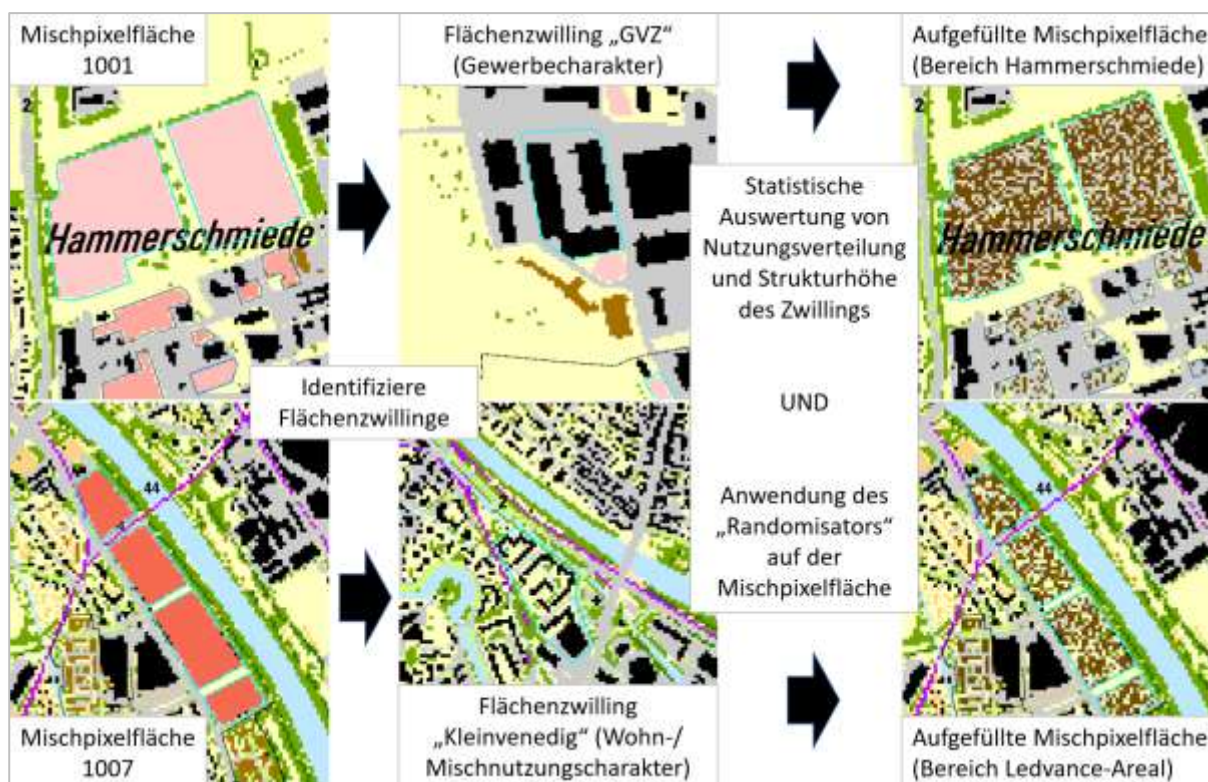 Mischpixelfläche
1001
Flächenzwilling „GVZ“
(Gewerbecharakter)
Aufgefüllte Mischpixelfläche
(Bereich Hammerschmiede)
2
Hammerschmiede
2
Hammerschmiede
Identifiziere
Flächenzwillinge
Statistische
Auswertung von
Nutzungsverteilung
und Strukturhöhe
des Zwillings
UND
Anwendung des
„Randomisators“
auf der
Mischpixelfläche
44
44
Mischpixelfläche
1007
Flächenzwilling
„Kleinvenedig“ (Wohn-/
Mischnutzungscharakter)
Aufgefüllte Mischpixelfläche
(Bereich Ledvance-Areal)